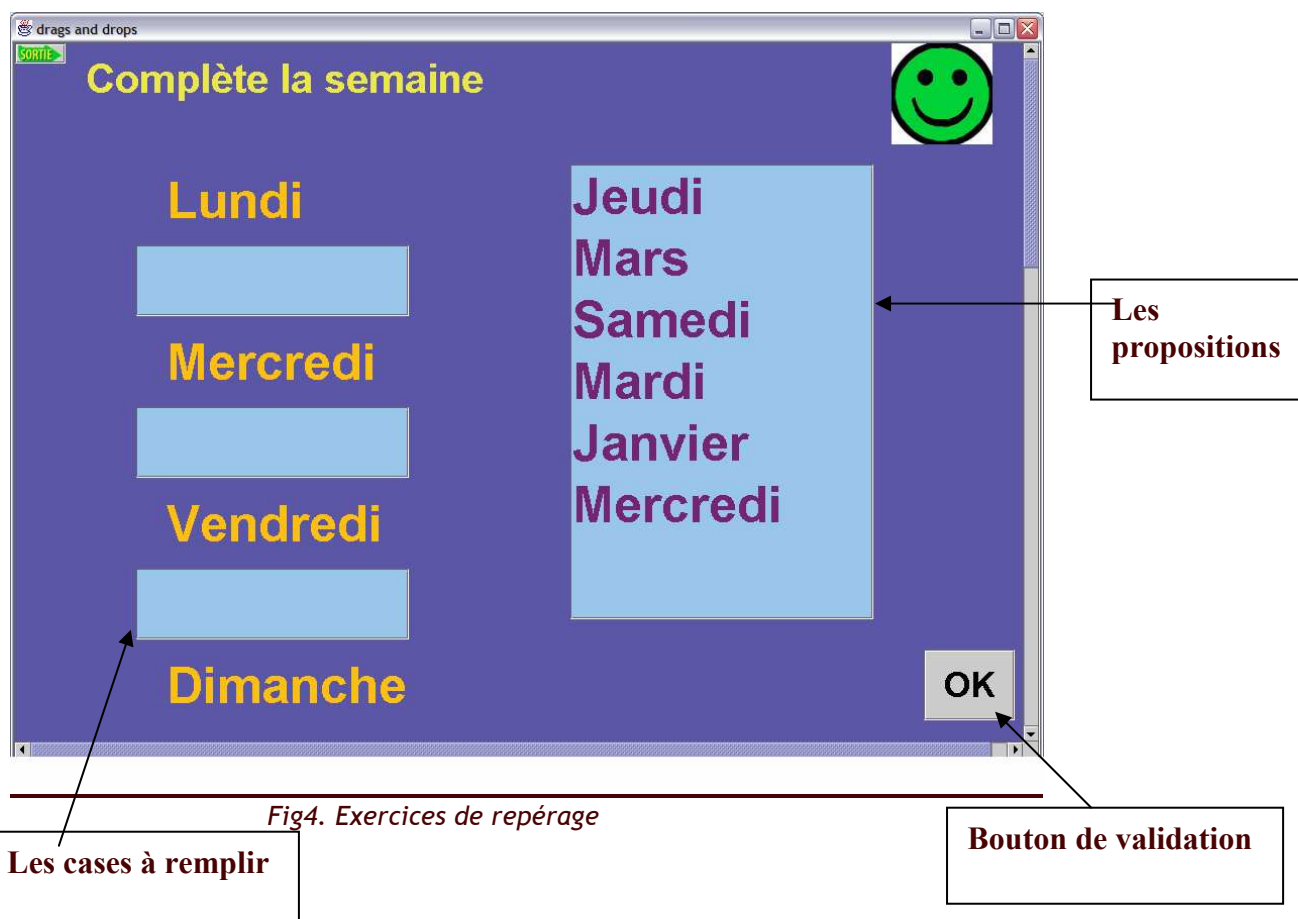 drags and drops
SORTIE
Complète la semaine
Lundi
Mercredi
Vendredi
Dimanche
Jeudi
Mars
Samedi
Mardi
Janvier
Mercredi
OK
Les
propositions
Fig4. Exercices de repérage
Les cases à remplir
Bouton de validation